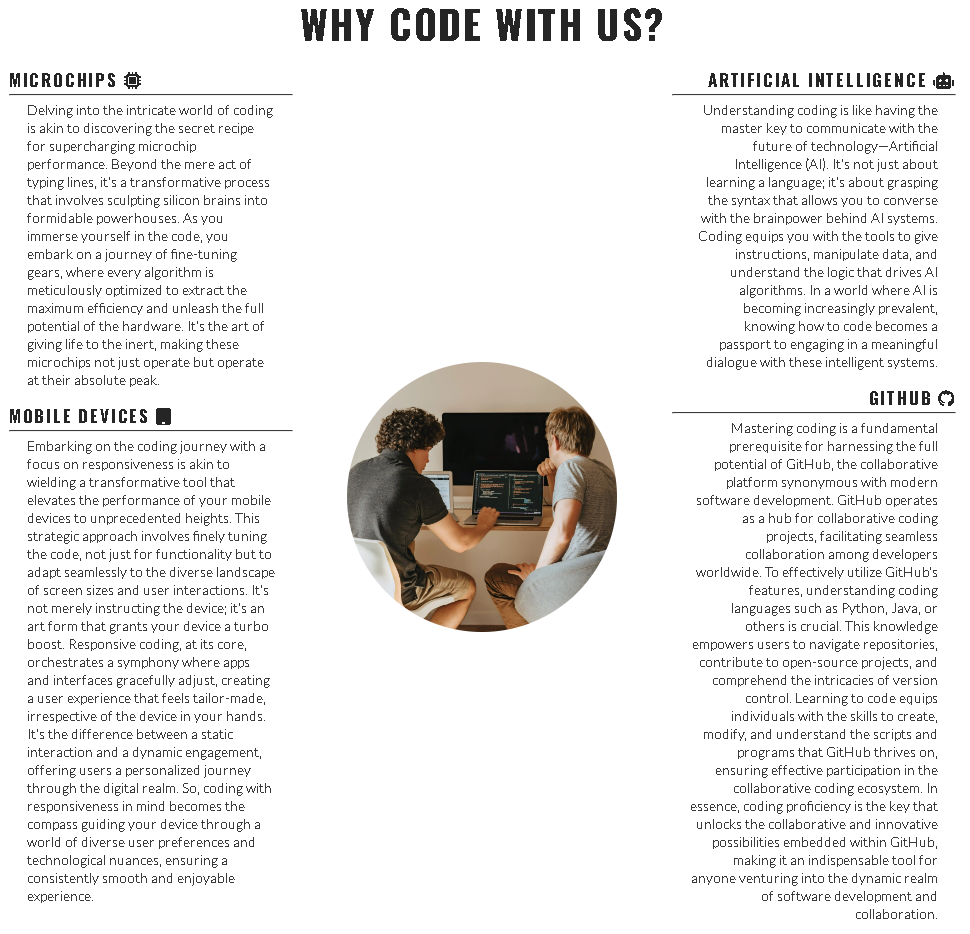 WHY CODE WITH US?
MICROCHIPS
Delving into the intricate world of coding
is akin to discovering the secret recipe
for supercharging microchip
performance. Beyond the mere act of
typing lines, it's a transformative process
that involves sculpting silicon brains into
formidable powerhouses. As you
immerse yourself in the code, you
embark on a journey of fine-tuning
gears, where every algorithm is
meticulously optimized to extract the
maximum efficiency and unleash the full
potential of the hardware. It's the art of
giving life to the inert, making these
microchips not just operate but operate
at their absolute peak.
MOBILE DEVICES
Embarking on the coding journey with a
focus on responsiveness is akin to
wielding a transformative tool that
elevates the performance of your mobile
devices to unprecedented heights. This
strategic approach involves finely tuning
the code, not just for functionality but to
adapt seamlessly to the diverse landscape
of screen sizes and user interactions. It's
not merely instructing the device; it's an
art form that grants your device a turbo
boost. Responsive coding, at its core,
orchestrates a symphony where apps
and interfaces gracefully adjust, creating
a user experience that feels tailor-made,
irrespective of the device in your hands.
It's the difference between a static
interaction and a dynamic engagement,
offering users a personalized journey
through the digital realm. So, coding with
responsiveness in mind becomes the
compass guiding your device through a
world of diverse user preferences and
technological nuances, ensuring a
consistently smooth and enjoyable
experience.
ARTIFICIAL INTELLIGENCE
Understanding coding is like having the
master key to communicate with the
future of technology—Artificial
Intelligence (AI). It's not just about
learning a language; it's about grasping
the syntax that allows you to converse
with the brainpower behind AI systems.
Coding equips you with the tools to give
instructions, manipulate data, and
understand the logic that drives AI
algorithms. In a world where AI is
becoming increasingly prevalent,
knowing how to code becomes a
passport to engaging in a meaningful
dialogue with these intelligent systems.
GITHUB
Mastering coding is a fundamental
prerequisite for harnessing the full
potential of GitHub, the collaborative
platform synonymous with modern
software development. GitHub operates
as a hub for collaborative coding
projects, facilitating seamless
collaboration among developers
worldwide. To effectively utilize GitHub's
features, understanding coding
languages such as Python, Java, or
others is crucial. This knowledge
empowers users to navigate repositories,
contribute to open-source projects, and
comprehend the intricacies of version
control. Learning to code equips
individuals with the skills to create,
modify, and understand the scripts and
programs that GitHub thrives on,
ensuring effective participation in the
collaborative coding ecosystem. In
essence, coding proficiency is the key that
unlocks the collaborative and innovative
possibilities embedded within GitHub,
making it an indispensable tool for
anyone venturing into the dynamic realm
of software development and
collaboration.